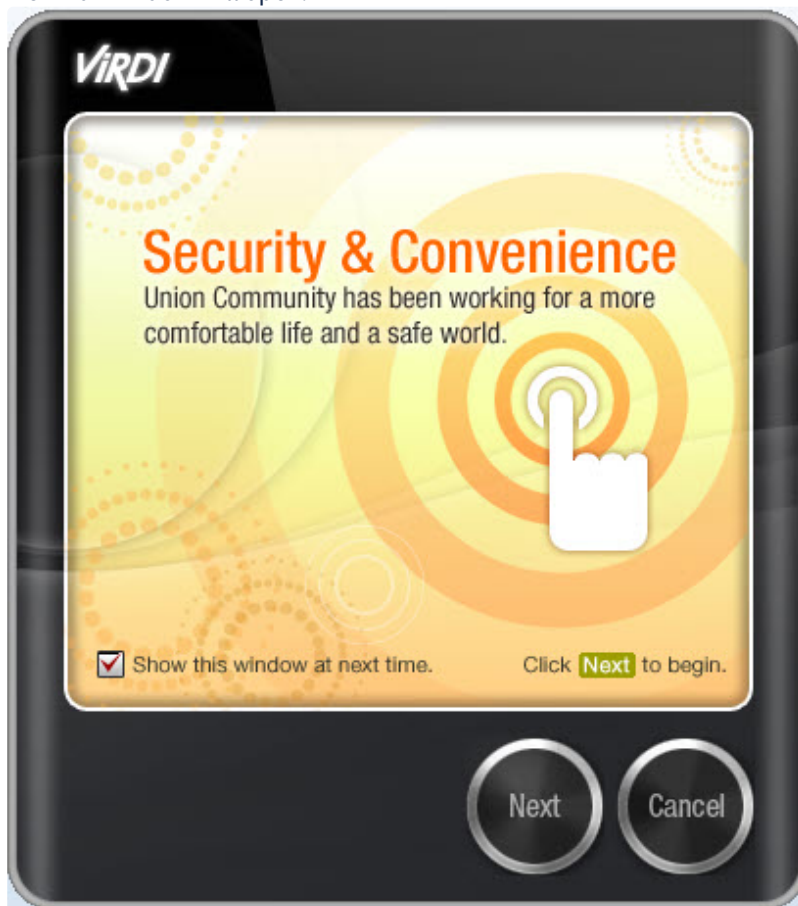 ViRDI
Security & Convenience
Union Community has been working for a more
comfortable life and a safe world.
Show this window at next time.
Click Next to begin.
Next
Cancel